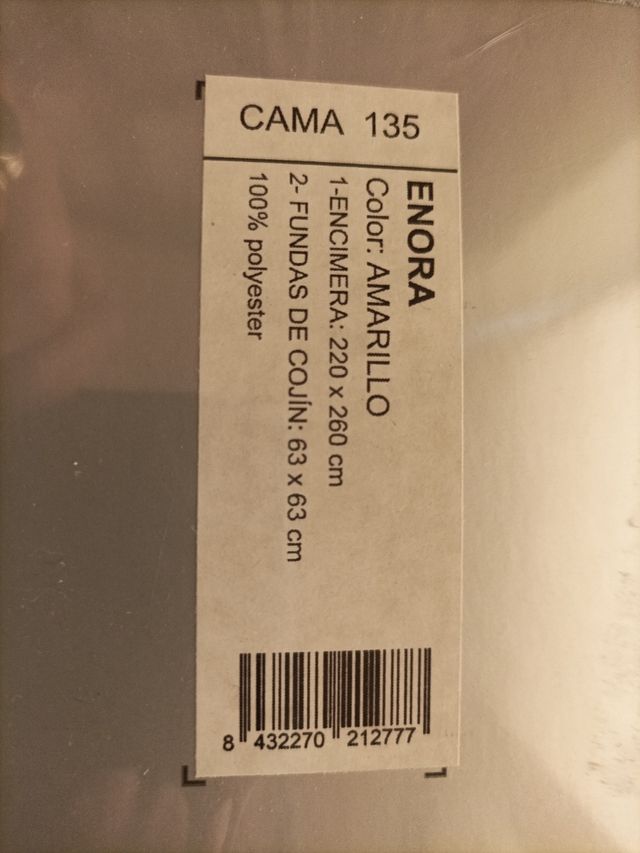 CAMA 135
ENORA
Color: AMARILLO
1-ENCIMERA: 220 x 260 cm
2- FUNDAS DE COJÍN: 63 x 63 cm
100% polyester
8 432270 212777